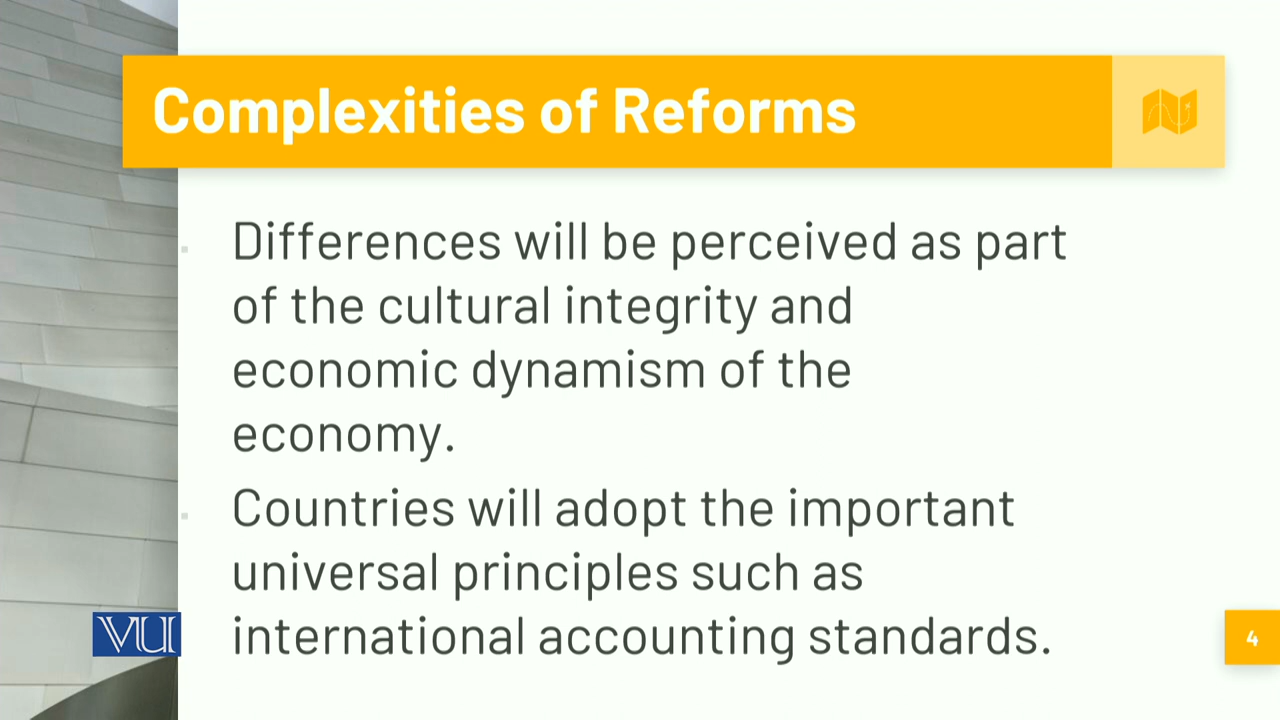 Complexities of Reforms
Differences will be perceived as part
of the cultural integrity and
economic dynamism of the
economy.
Countries will adopt the important
universal principles such as
international accounting standards.
VU
4